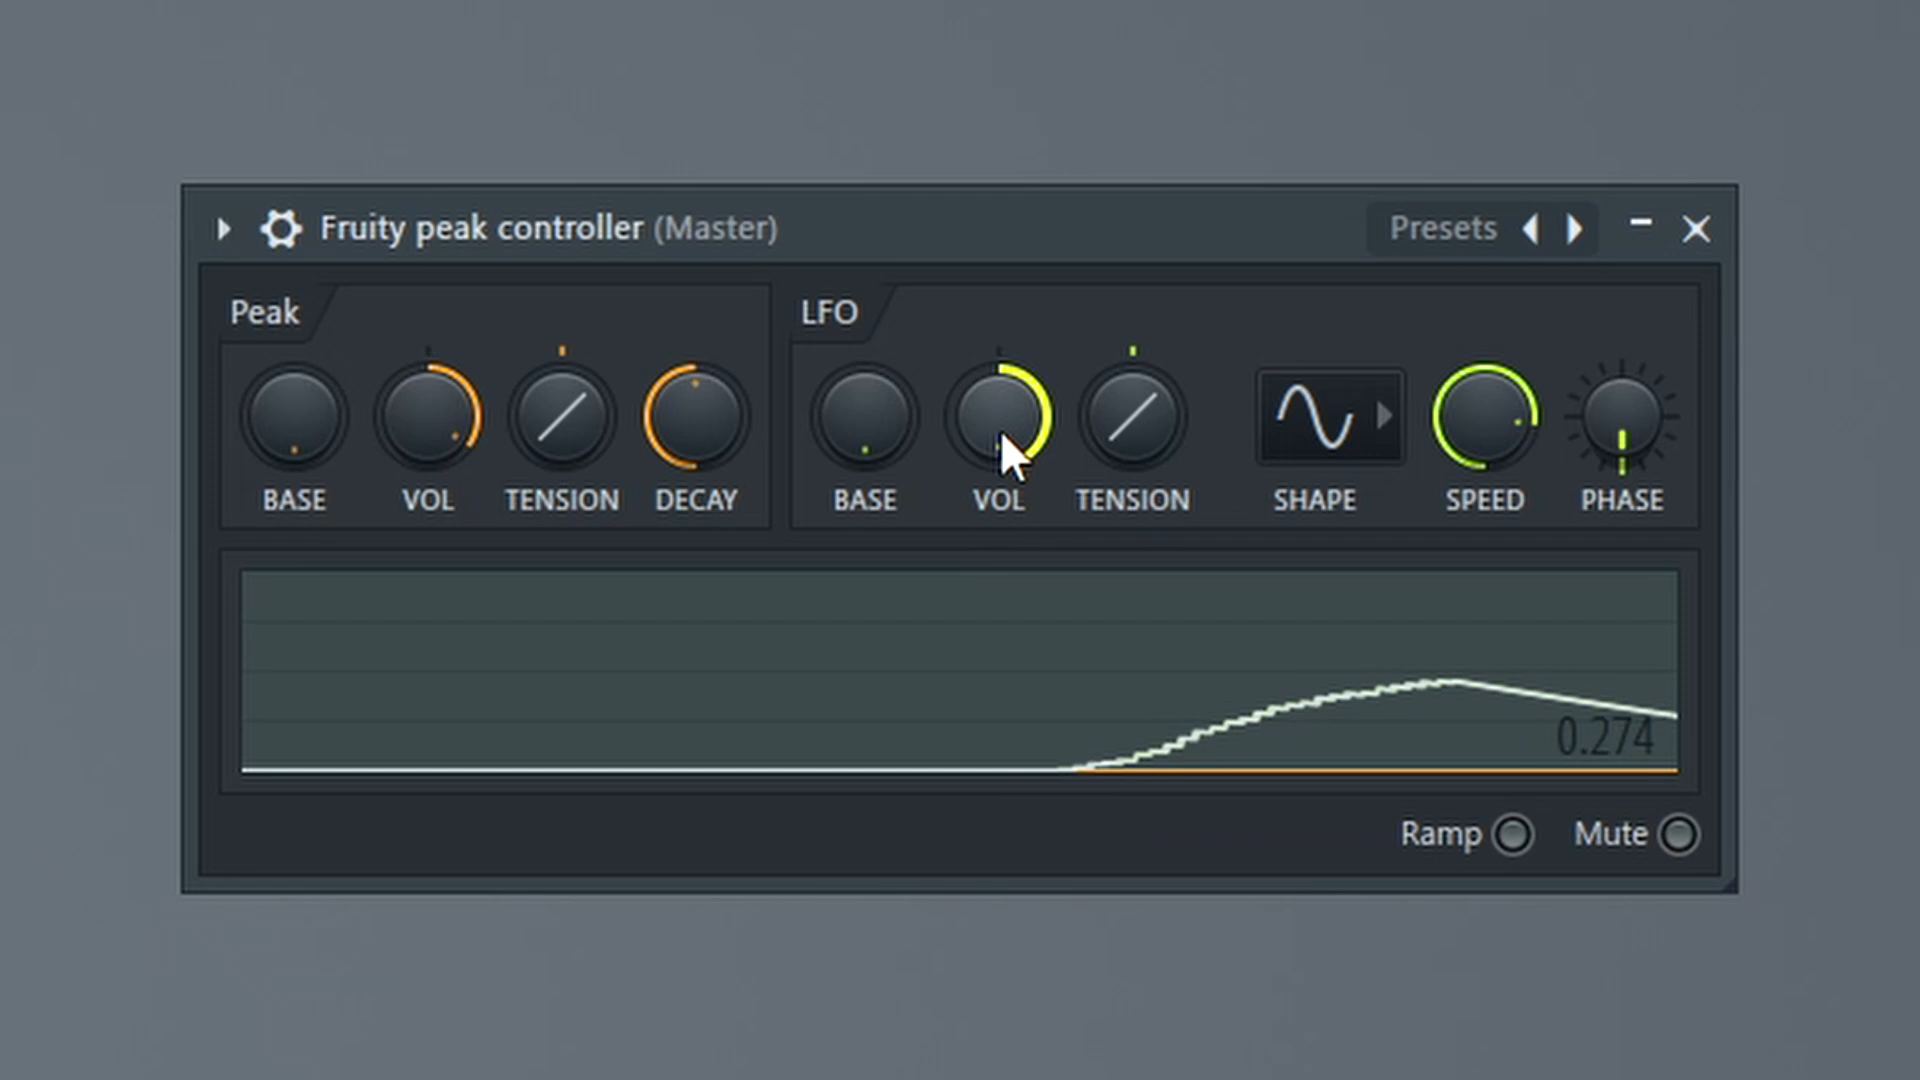 Fruity peak controller (Master)
Presets
Peak
LFO
BASE VOL TENSION DECAY
BASE VOL TENSION SHAPE SPEED PHASE
0.274
Ramp Mute